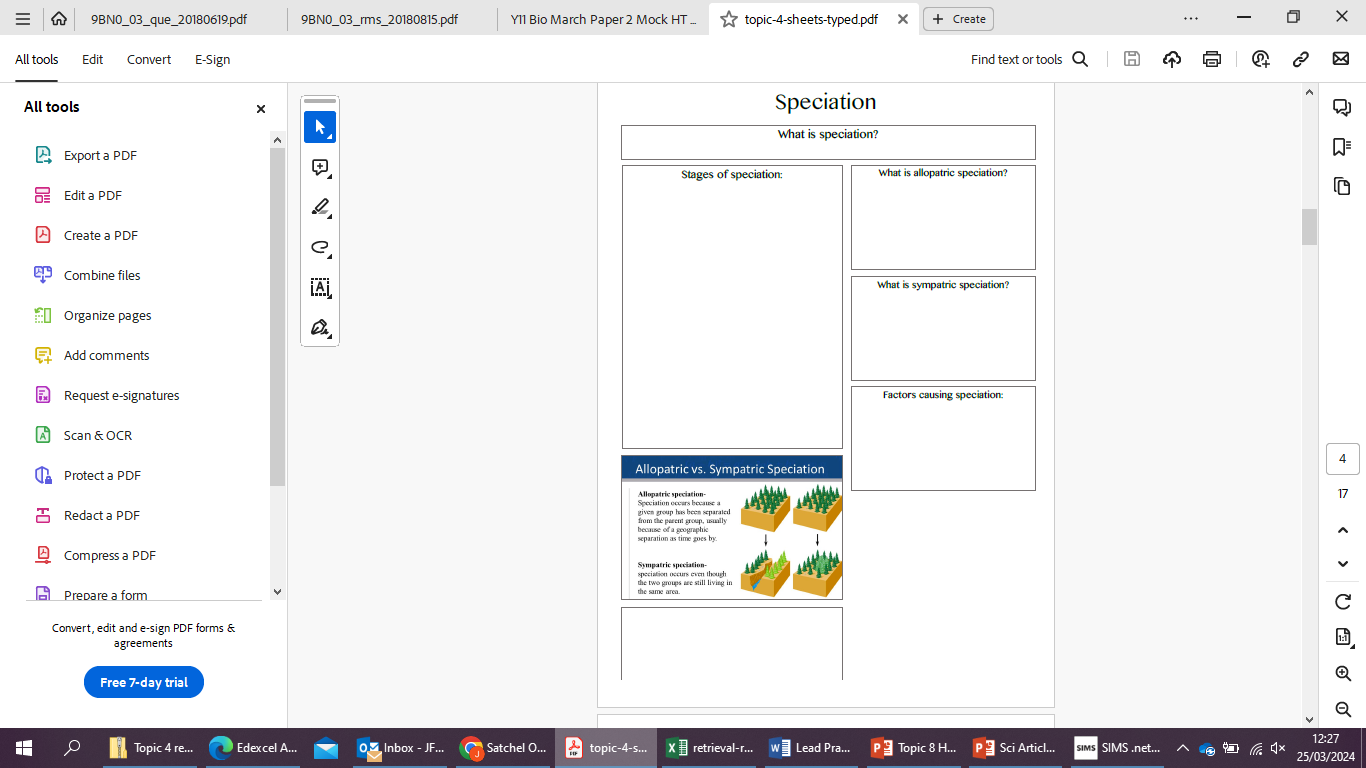 9BN0_03_que_20180619.pdf
9BN0_03_rms_20180815.pdf
Y11 Bio March Paper 2 Mock HT ...
topic-4-sheets-typed.pdf
Create
All tools
Edit
Convert
E-Sign
Find text or tools
All tools
Export a PDF
Edit a PDF
Create a PDF
Combine files
Organize pages
Add comments
Request e-signatures
Scan & OCR
Protect a PDF
Redact a PDF
Compress a PDF
Prepare a form
Convert, edit and e-sign PDF forms &
agreements
Free 7-day trial
Speciation
What is speciation?
Stages of speciation:
What is allopatric speciation?
What is sympatric speciation?
Factors causing speciation:
Allopatric vs. Sympatric Speciation
Allopatric speciation-
Speciation occurs because a
given group has been separated
from the parent group, usually
because of a geographic
separation as time goes by.
Sympatric speciation-
speciation occurs even though
the two groups are still living in
the same area.
4
17
1:1
Topic 4 re...
Edexcel A...
Inbox - JF...
Satchel O...
topic-4-s...
retrieval-r...
Lead Pra...
Topic 8 H...
Sci Articl...
SIMS .net...
12:27
25/03/2024